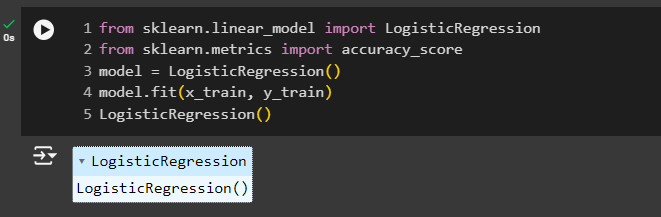 1 from sklearn.linear_model import LogisticRegression
2 from sklearn.metrics import accuracy_score
3 model = LogisticRegression()
4 model.fit(x_train, y_train)
5 LogisticRegression()
0s
LogisticRegression
LogisticRegression()